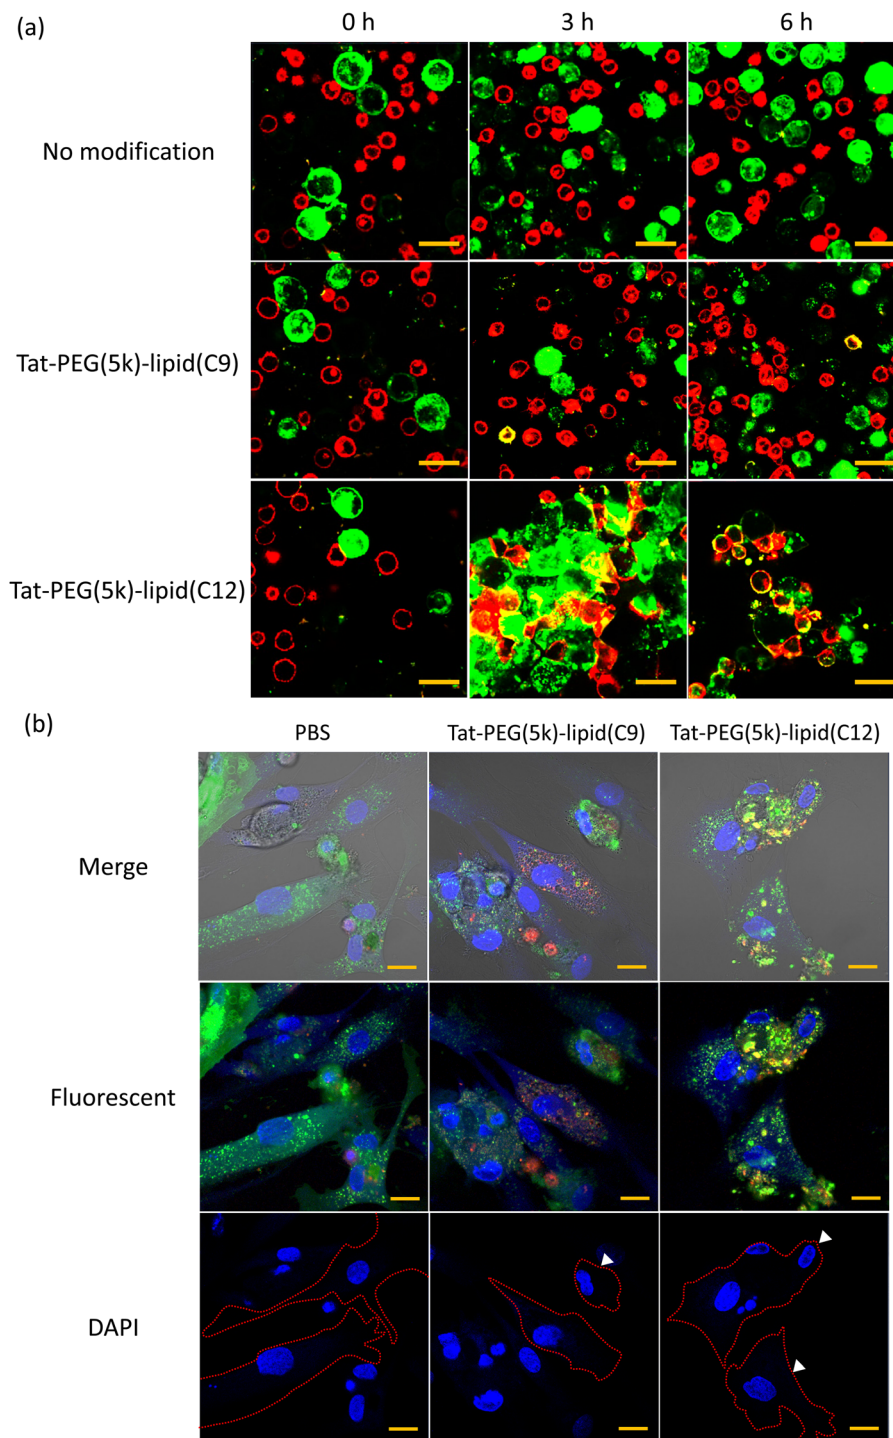 (a)
0 h 3 h 6 h
No modification
Tat-PEG(5k)-lipid(C9)
Tat-PEG(5k)-lipid(C12)
(b)
PBS Tat-PEG(5k)-lipid(C9) Tat-PEG(5k)-lipid(C12)
Merge
Fluorescent
DAPI